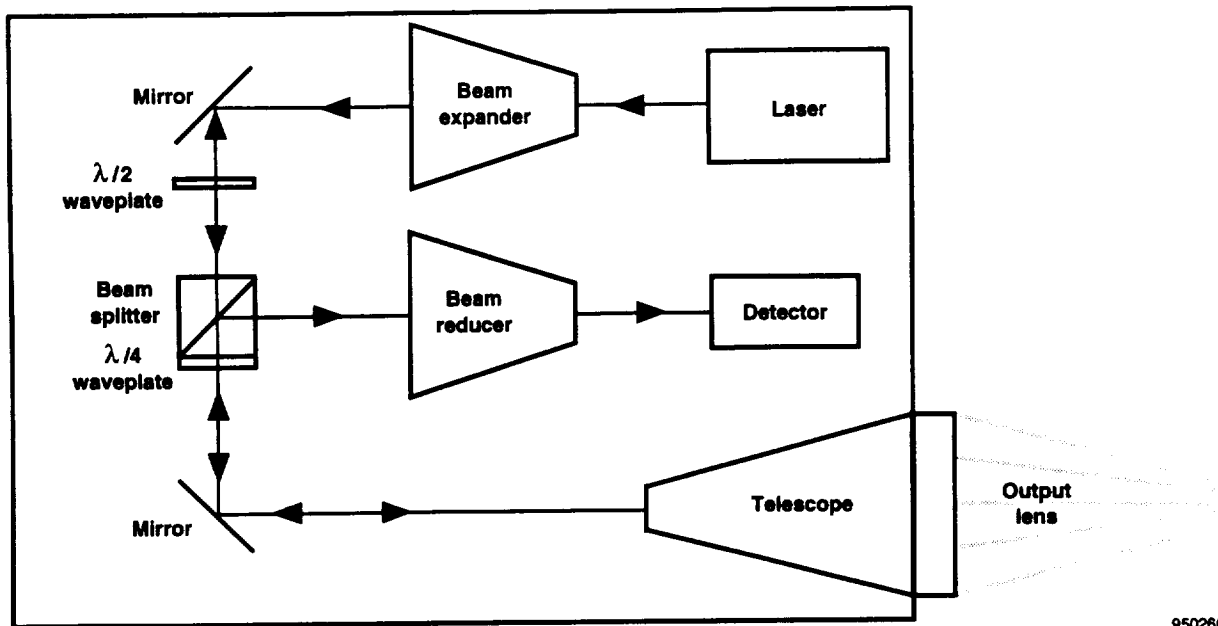 Mirror
Beam
expander
Laser
λ/2
waveplate
Beam
splitter
Beam
reducer
Detector
λ/4
waveplate
Mirror
Telescope
Output
lens